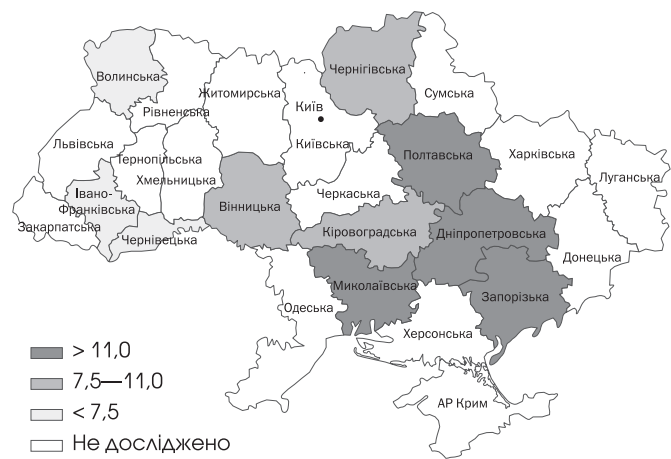 Чернігівська
Волинська
Житомирська
Сумська
Київ
Рівненська
Львівська
Київська
Полтавська
Харківська
Тернопільська
Луганська
Хмельницька
Івано-
Франківська
Черкаська
Вінницька
Закарпатська
Чернівецька
Кіровоградська
Дніпропетровська
Донецька
Миколаївська
Запорізька
Одеська
Херсонська
АР Крим
> 11,0
7,5—11,0
< 7,5
Не досліджено